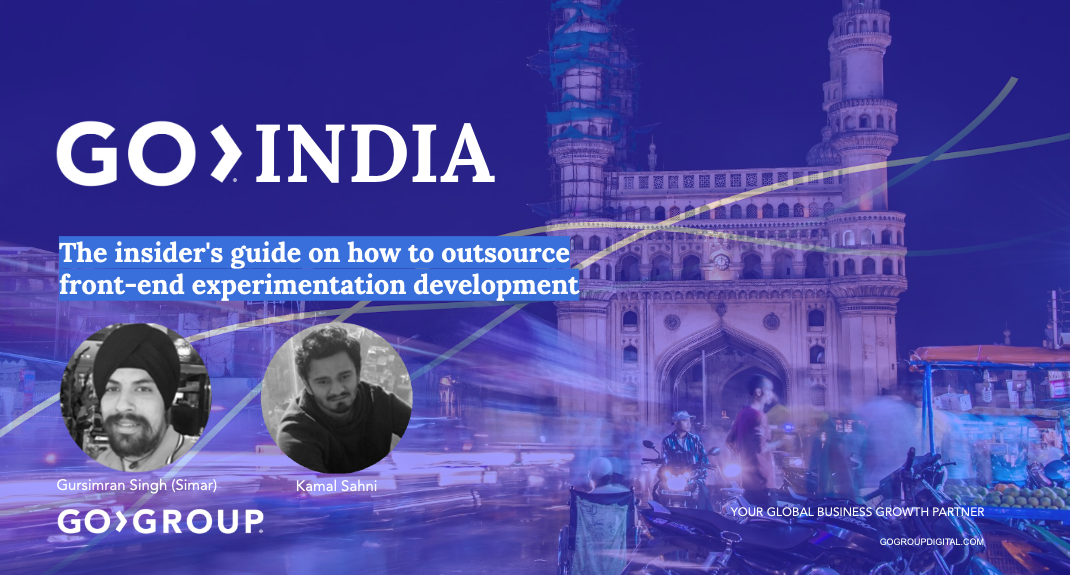 GO INDIA
The insider's guide on how to outsource
front-end experimentation development
Gursimran Singh (Simar)
Kamal Sahni
GO GROUP
YOUR GLOBAL BUSINESS GROWTH PARTNER
GOGROUPDIGITAL.COM